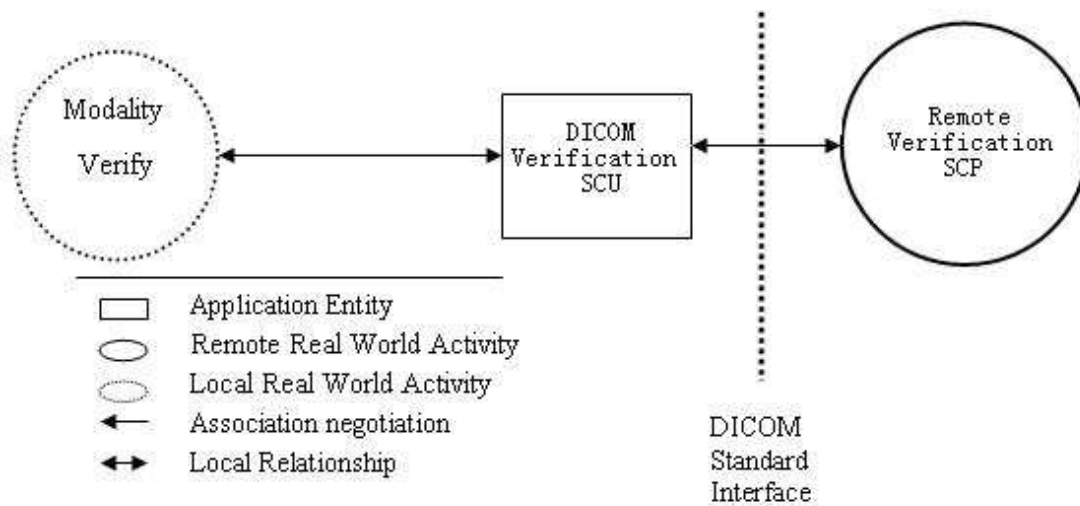 Modality
Verify
DICOM
Verification
SCU
Remote
Verification
SCP
Application Entity
Remote Real World Activity
Local Real World Activity
Association negotiation
Local Relationship
DICOM
Standard
Interface